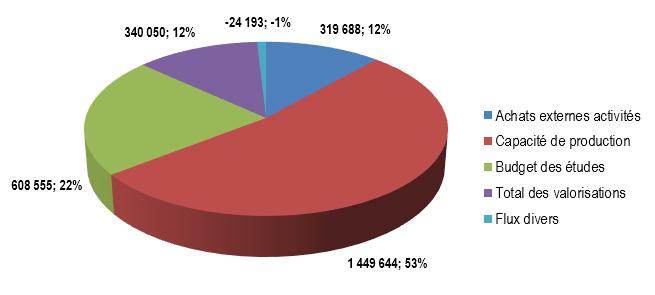 -24 193; -1%
340 050; 12%
319 688; 12%
608 555; 22%
1 449 644; 53%
Achats externes activités
Capacité de production
Budget des études
Total des valorisations
Flux divers